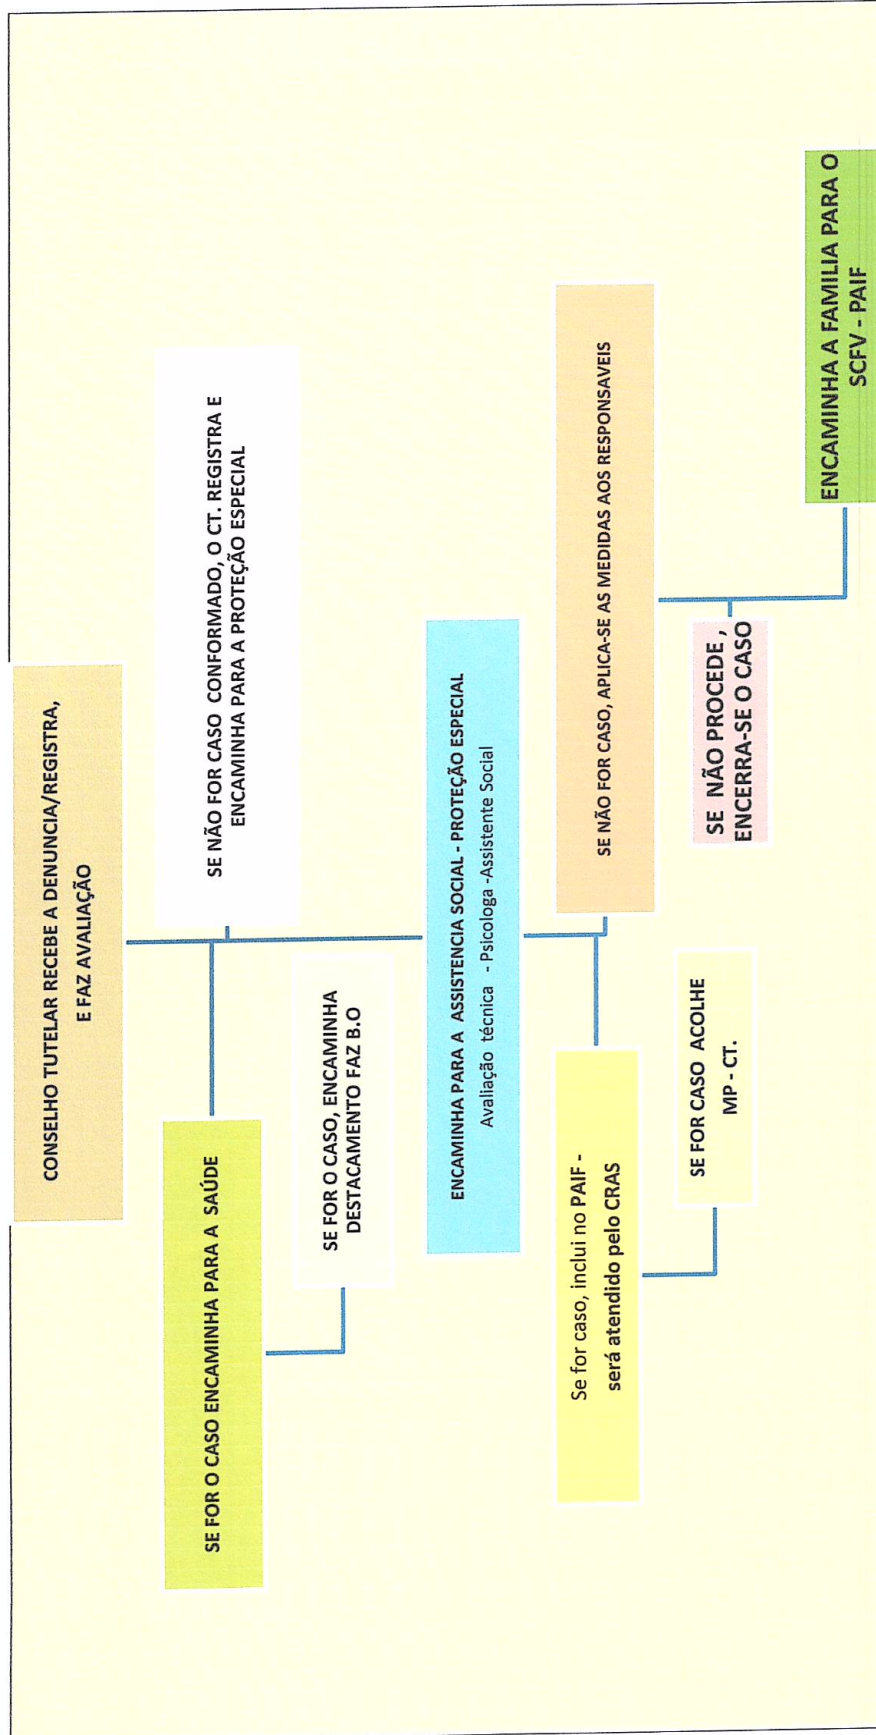 CONSELHO TUTELAR RECEBE A DENUNCIA/REGISTRA,
E FAZ AVALIAÇÃO
SE FOR O CASO ENCAMINHA PARA A SAÚDE
SE NÃO FOR CASO CONFORMADO, O CT. REGISTRA E
ENCAMINHA PARA A PROTEÇÃO ESPECIAL
SE FOR O CASO, ENCAMINHA
DESTACAMENTO FAZ B.O
ENCAMINHA PARA A ASSISTENCIA SOCIAL - PROTEÇÃO ESPECIAL
Avaliação técnica - Psicologa -Assistente Social
Se for caso, inclui no PAIF -
será atendido pelo CRAS
SE NÃO FOR CASO, APLICA-SE AS MEDIDAS AOS RESPONSAVEIS
SE FOR CASO ACOLHE
MP - CT.
SE NÃO PROCEDE ,
ENCERRA-SE O CASO
ENCAMINHA A FAMILIA PARA O
SCFV - PAIF